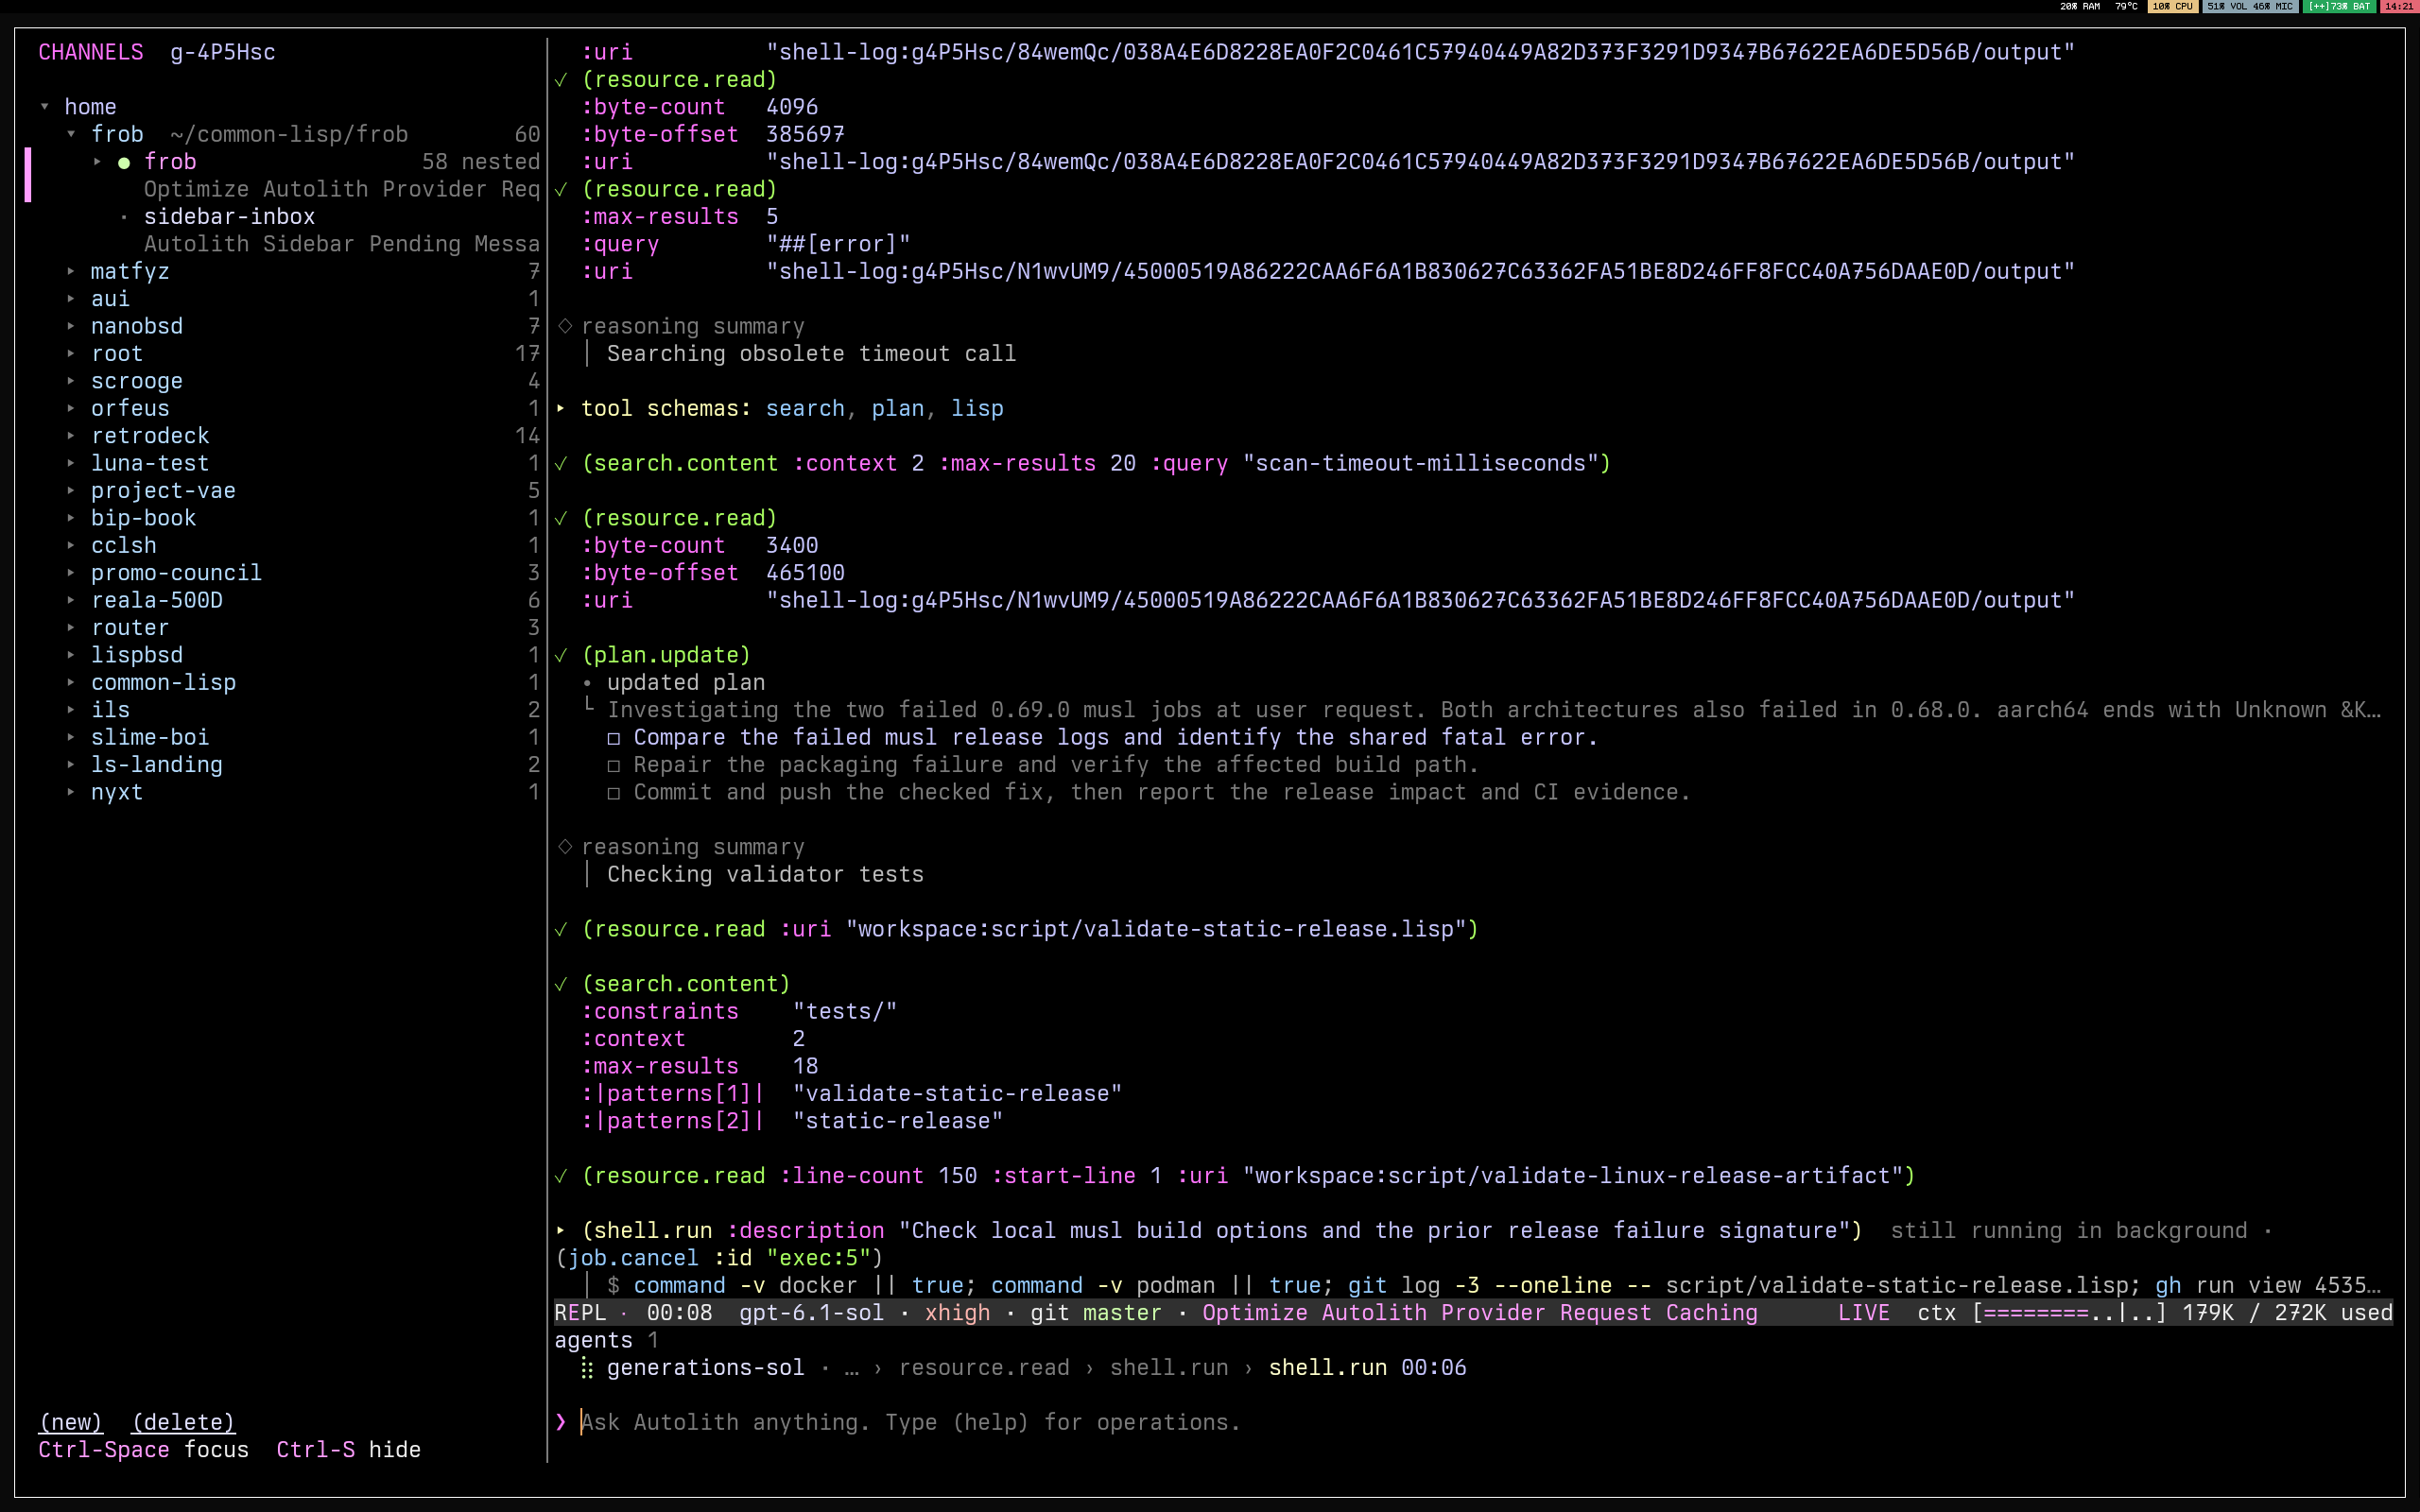 20% RAM 79°C 10% CPU 51% VOL 46% MIC [++]73% BAT 14:21
CHANNELS g-4P5Hsc
▾ home
▾ frob ~/common-lisp/frob 60
▸ ● frob 58 nested
Optimize Autolith Provider Req
· sidebar-inbox
Autolith Sidebar Pending Messa
▸ matfyz 7
▸ aui 1
▸ nanobsd 7
▸ root 17
▸ scrooge 4
▸ orfeus 1
▸ retrodeck 14
▸ luna-test 1
▸ project-vae 5
▸ bip-book 1
▸ cclsh 1
▸ promo-council 3
▸ reala-500D 6
▸ router 3
▸ lispbsd 1
▸ common-lisp 1
▸ ils 2
▸ slime-boi 1
▸ ls-landing 2
▸ nyxt 1
(new) (delete)
Ctrl-Space focus Ctrl-S hide
:uri "shell-log:g4P5Hsc/84wemQc/038A4E6D8228EA0F2C0461C57940449A82D373F3291D9347B67622EA6DE5D56B/output"
✓ (resource.read)
:byte-count 4096
:byte-offset 385697
:uri "shell-log:g4P5Hsc/84wemQc/038A4E6D8228EA0F2C0461C57940449A82D373F3291D9347B67622EA6DE5D56B/output"
✓ (resource.read)
:max-results 5
:query "##[error]"
:uri "shell-log:g4P5Hsc/N1wvUM9/45000519A86222CAA6F6A1B830627C63362FA51BE8D246FF8FCC40A756DAAE0D/output"
◇ reasoning summary
│ Searching obsolete timeout call
▸ tool schemas: search, plan, lisp
✓ (search.content :context 2 :max-results 20 :query "scan-timeout-milliseconds")
✓ (resource.read)
:byte-count 3400
:byte-offset 465100
:uri "shell-log:g4P5Hsc/N1wvUM9/45000519A86222CAA6F6A1B830627C63362FA51BE8D246FF8FCC40A756DAAE0D/output"
✓ (plan.update)
• updated plan
└ Investigating the two failed 0.69.0 musl jobs at user request. Both architectures also failed in 0.68.0. aarch64 ends with Unknown &K…
□ Compare the failed musl release logs and identify the shared fatal error.
□ Repair the packaging failure and verify the affected build path.
□ Commit and push the checked fix, then report the release impact and CI evidence.
◇ reasoning summary
│ Checking validator tests
✓ (resource.read :uri "workspace:script/validate-static-release.lisp")
✓ (search.content)
:constraints "tests/"
:context 2
:max-results 18
:|patterns[1]| "validate-static-release"
:|patterns[2]| "static-release"
✓ (resource.read :line-count 150 :start-line 1 :uri "workspace:script/validate-linux-release-artifact")
▸ (shell.run :description "Check local musl build options and the prior release failure signature") still running in background ·
(job.cancel :id "exec:5")
│ $ command -v docker || true; command -v podman || true; git log -3 --oneline -- script/validate-static-release.lisp; gh run view 4535…
REPL · 00:08 gpt-6.1-sol · xhigh · git master · Optimize Autolith Provider Request Caching LIVE ctx [========..|..] 179K / 272K used
agents 1
⣾ generations-sol · … › resource.read › shell.run › shell.run 00:06
❯ Ask Autolith anything. Type (help) for operations.